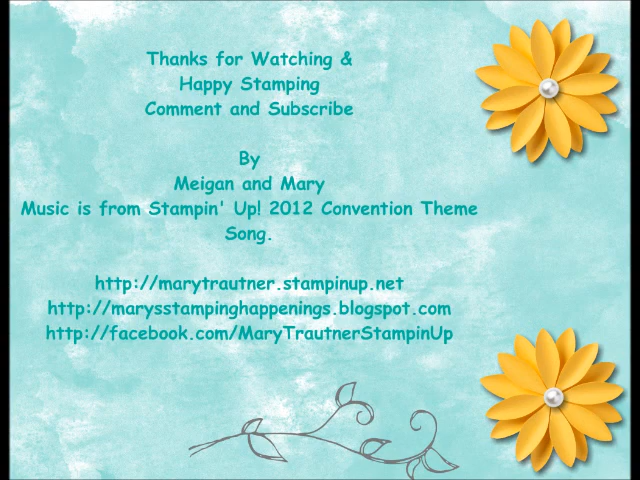 Thanks for Watching &
Happy Stamping
Comment and Subscribe
By
Meigan and Mary
Music is from Stampin' Up! 2012 Convention Theme
Song.
http://marytrautner.stampinup.net
http://marysstampinghappenings.blogspot.com
http://facebook.com/MaryTrautnerStampinUp